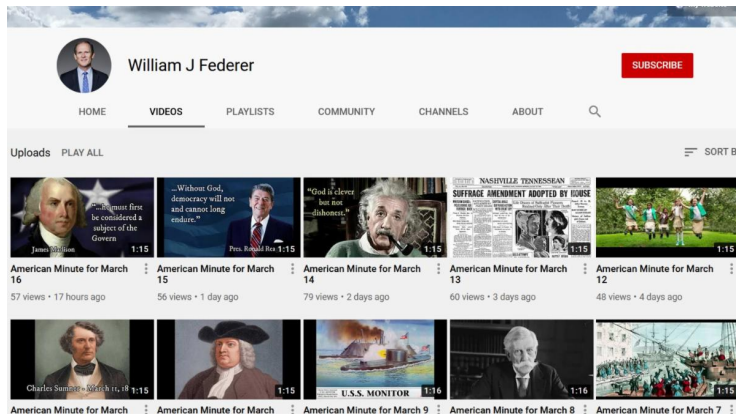 William J Federer
SUBSCRIBE
HOME VIDEOS PLAYLISTS COMMUNITY CHANNELS ABOUT
Uploads PLAY ALL SORT B
"...must first
be considered a
subject of the
Govern
James Madison
1:15
...Without God,
democracy will not
and cannot long
endure."
Pres. Ronald Rea
1:15
"God is clever
but not
dishonest."
1:15
NASHVILLE TENNESSEAN
SUFFRAGE AMENDMENT ADOPTED BY HOUSE
1:15
1:15
American Minute for March 16
57 views • 17 hours ago
American Minute for March 15
56 views • 1 day ago
American Minute for March 14
79 views • 2 days ago
American Minute for March 13
60 views • 3 days ago
American Minute for March 12
48 views • 4 days ago
Charles Sumner - March 11, 18
1:15
1:15
U.S.S. MONITOR
1:16
1:16
1:15
American Minute for March
American Minute for March
American Minute for March 9
American Minute for March 8
American Minute for March 7